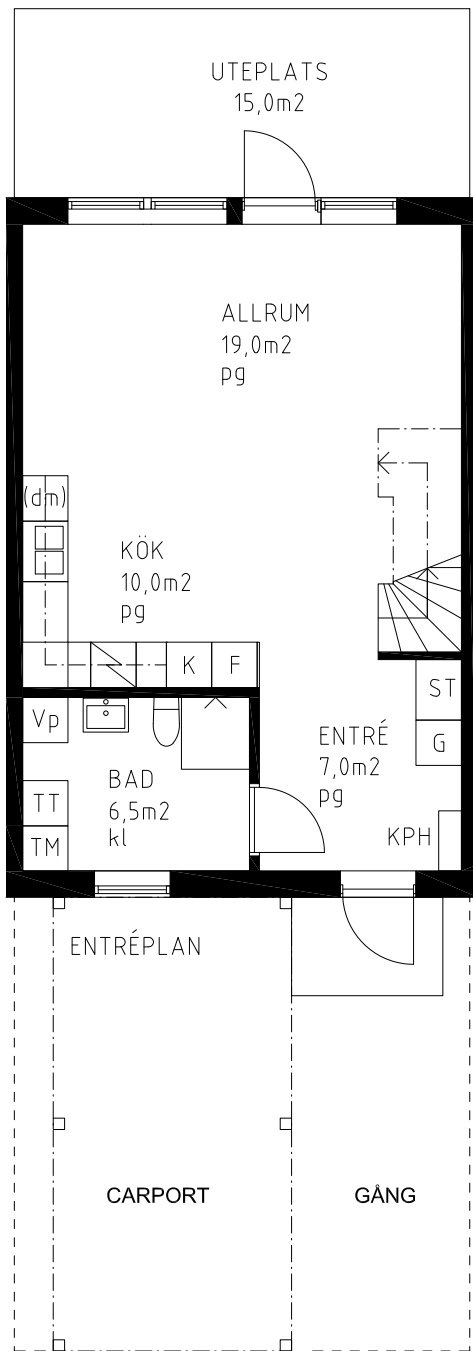 UTEPLATS
15,0m2
ALLRUM
19,0m2
pg
(dm)
KÖK
10,0m2
pg
K
F
ST
G
Vp
BAD
6,5m2
kl
ENTRÉ
7,0m2
pg
TT
TM
KPH
ENTRÉPLAN
CARPORT
GÅNG